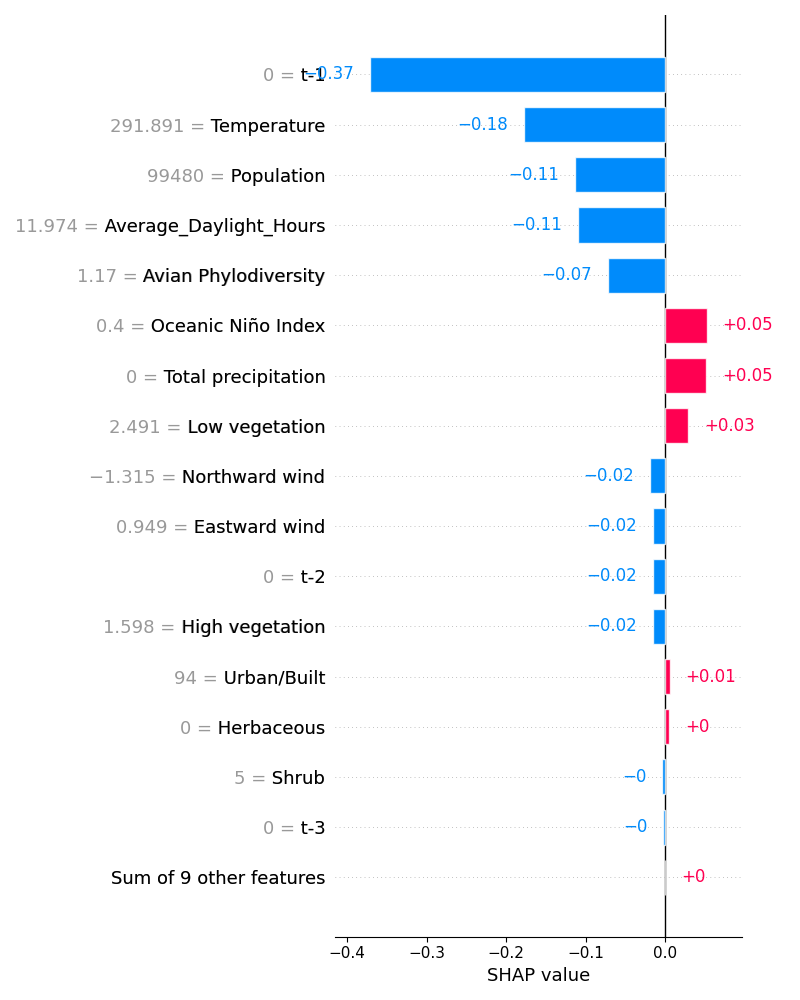 0 = t-1 −0.37
291.891 = Temperature −0.18
99480 = Population −0.11
11.974 = Average_Daylight_Hours −0.11
1.17 = Avian Phylodiversity −0.07
0.4 = Oceanic Niño Index +0.05
0 = Total precipitation +0.05
2.491 = Low vegetation +0.03
−1.315 = Northward wind −0.02
0.949 = Eastward wind −0.02
0 = t-2 −0.02
1.598 = High vegetation −0.02
94 = Urban/Built +0.01
0 = Herbaceous +0
5 = Shrub −0
0 = t-3 −0
Sum of 9 other features +0
−0.4 −0.3 −0.2 −0.1 0.0
SHAP value